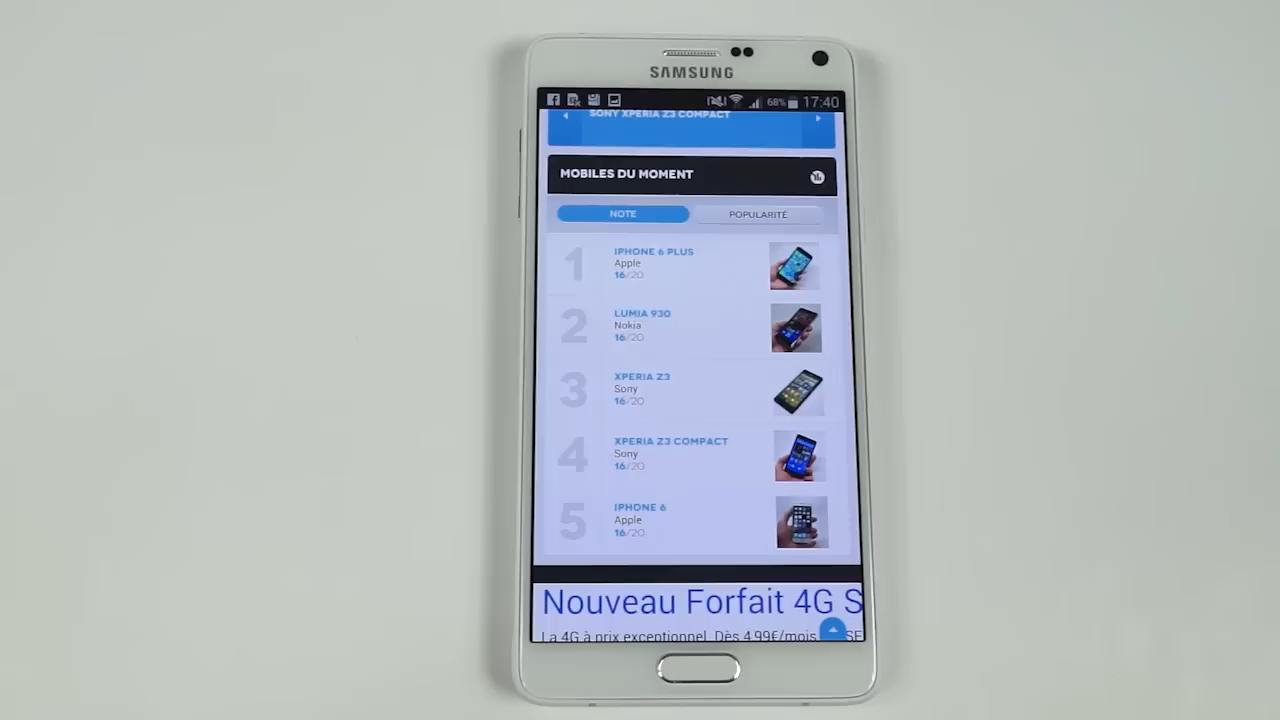 SAMSUNG
68% 17:40
SONY XPERIA Z3 COMPACT
MOBILES DU MOMENT
NOTE
POPULARITÉ
1
IPHONE 6 PLUS
Apple
16/20
2
LUMIA 930
Nokia
16/20
3
XPERIA Z3
Sony
16/20
4
XPERIA Z3 COMPACT
Sony
16/20
5
IPHONE 6
Apple
16/20
Nouveau Forfait 4G S
La 4G à prix exceptionnel. Dès 4,99€/mois